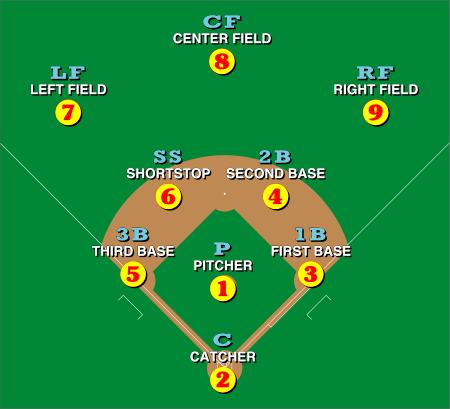 CF
CENTER FIELD
8
LF
LEFT FIELD
7
RF
RIGHT FIELD
9
SS
SHORTSTOP
6
2B
SECOND BASE
4
3B
THIRD BASE
5
P
PITCHER
1
1B
FIRST BASE
3
C
CATCHER
2